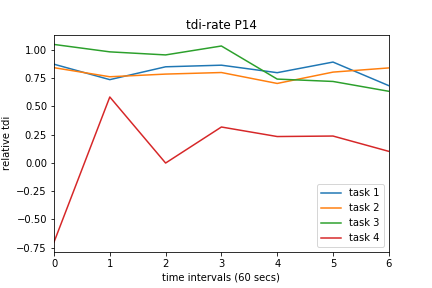 tdi-rate P14
relative tdi
1.00
0.75
0.50
0.25
0.00
−0.25
−0.50
−0.75
0 1 2 3 4 5 6
time intervals (60 secs)
task 1
task 2
task 3
task 4